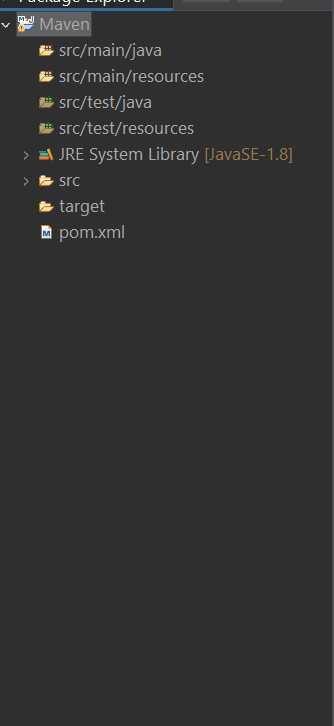 Package Explorer
Maven
src/main/java
src/main/resources
src/test/java
src/test/resources
JRE System Library [JavaSE-1.8]
src
target
pom.xml